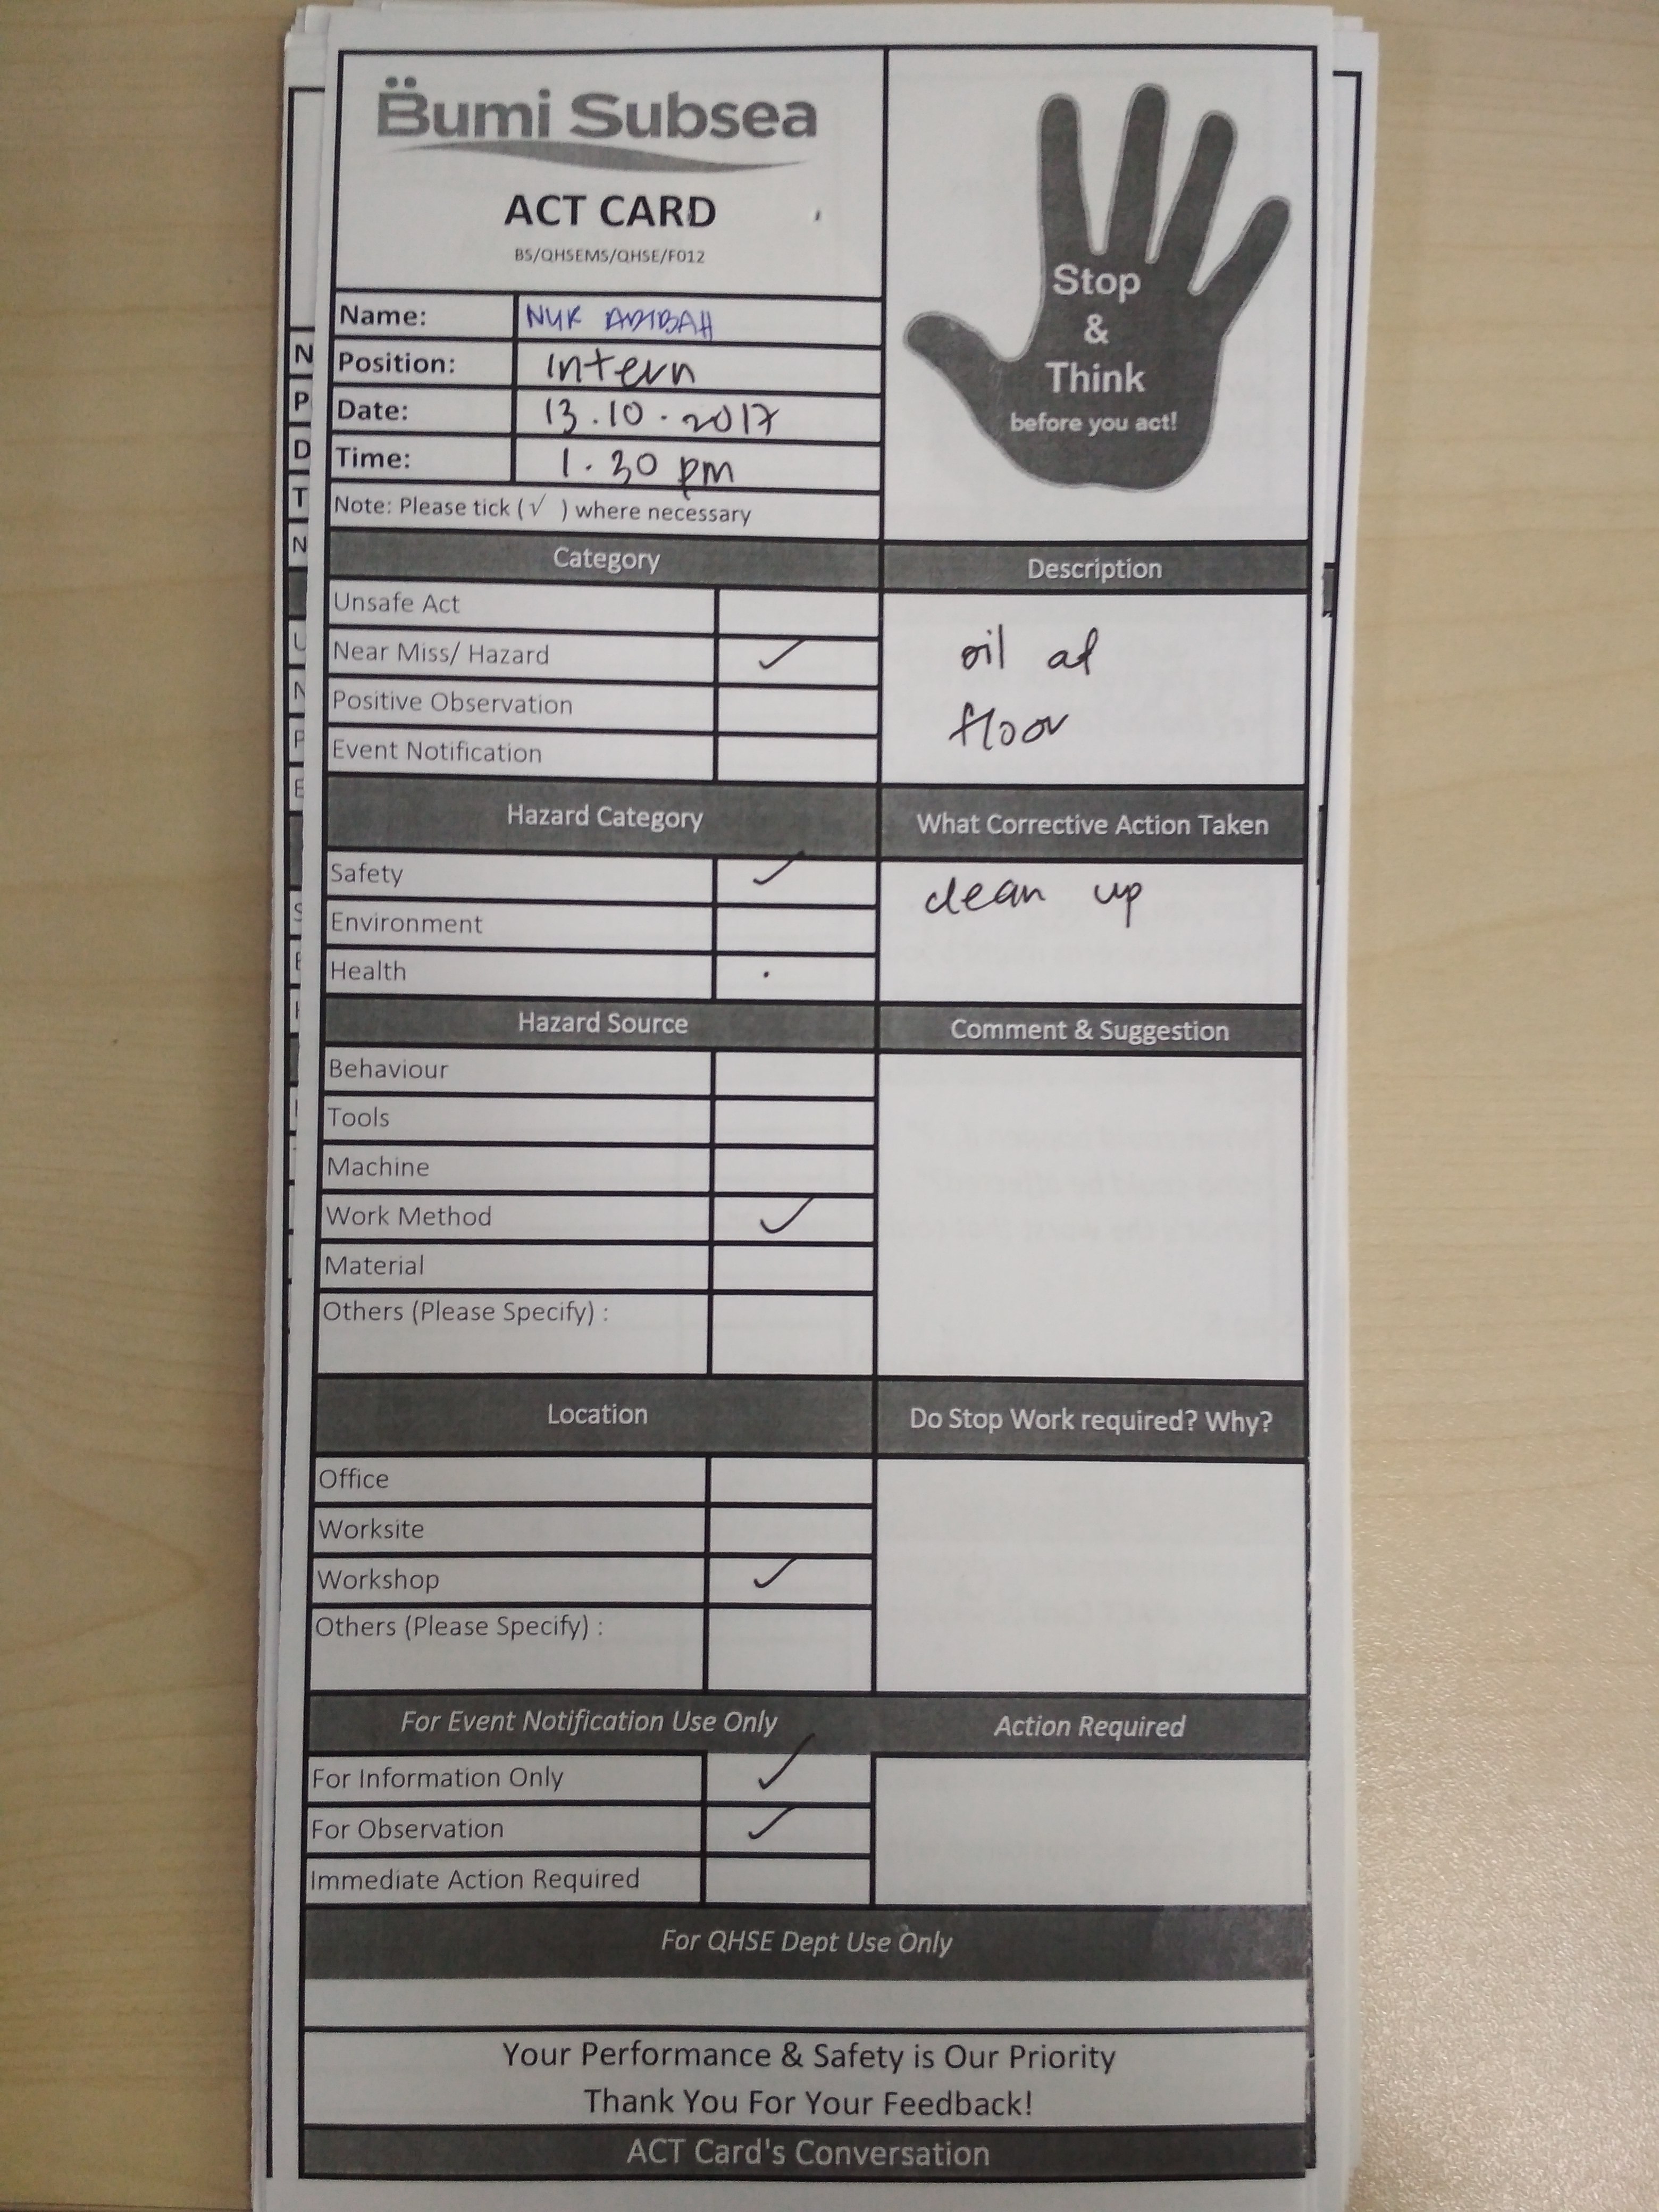 Bumi Subsea
ACT CARD
BS/QHSEMS/QHSE/F012
Stop
&
Think
before you act!
Name: NUR ADIBAH
Position: Intern
Date: 13.10.2017
Time: 1.30 pm
Note: Please tick (√ ) where necessary
Category
Description
Unsafe Act
Near Miss/ Hazard ✓
Positive Observation
Event Notification
oil at
floor
Hazard Category
What Corrective Action Taken
Safety ✓
Environment
Health
clean up
Hazard Source
Comment & Suggestion
Behaviour
Tools
Machine
Work Method ✓
Material
Others (Please Specify) :
Location
Do Stop Work required? Why?
Office
Worksite
Workshop ✓
Others (Please Specify) :
For Event Notification Use Only
Action Required
For Information Only ✓
For Observation ✓
Immediate Action Required
For QHSE Dept Use Only
Your Performance & Safety is Our Priority
Thank You For Your Feedback!
ACT Card's Conversation